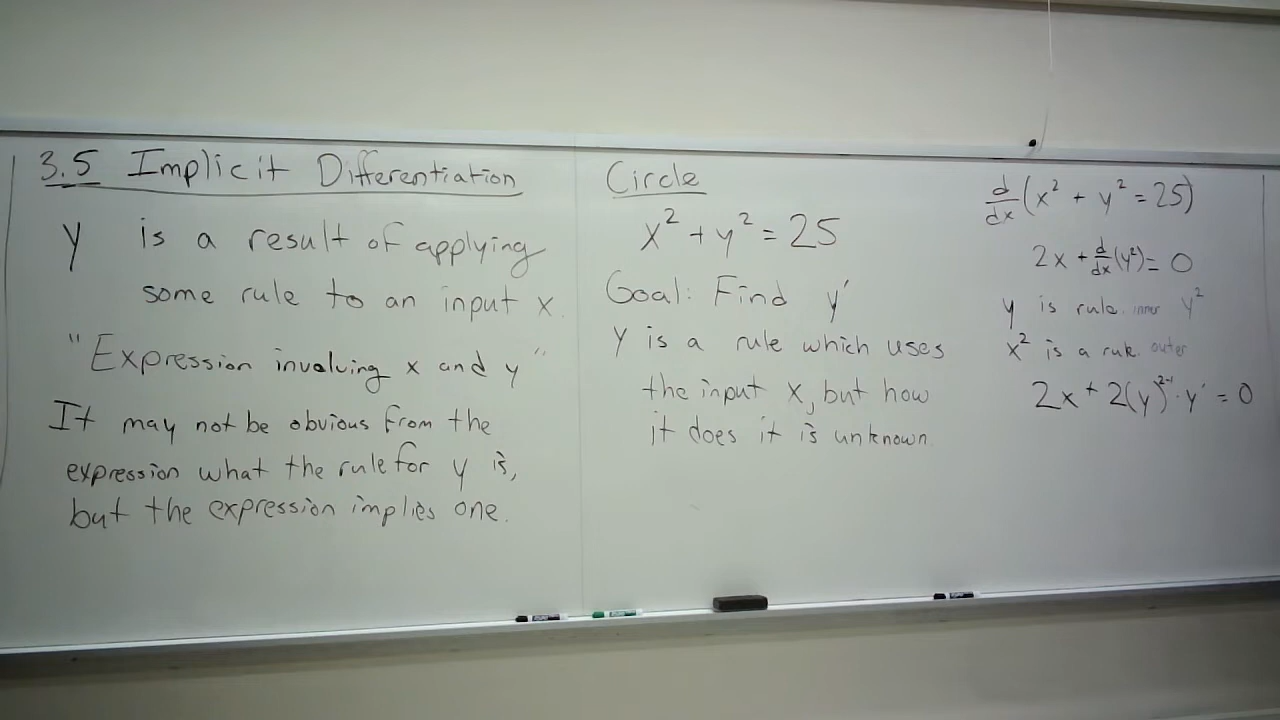 3.5 Implicit Differentiation
y is a result of applying
some rule to an input x.
"Expression involving x and y"
It may not be obvious from the
expression what the rule for y is,
but the expression implies one.
Circle
x² + y² = 25
Goal: Find y'
y is a rule which uses
the input x, but how
it does it is unknown.
d/dx (x² + y² = 25)
2x + d/dx (y²) = 0
y is rule. inner y²
x² is a rule. outer
2x + 2(y)²⁻¹ · y' = 0